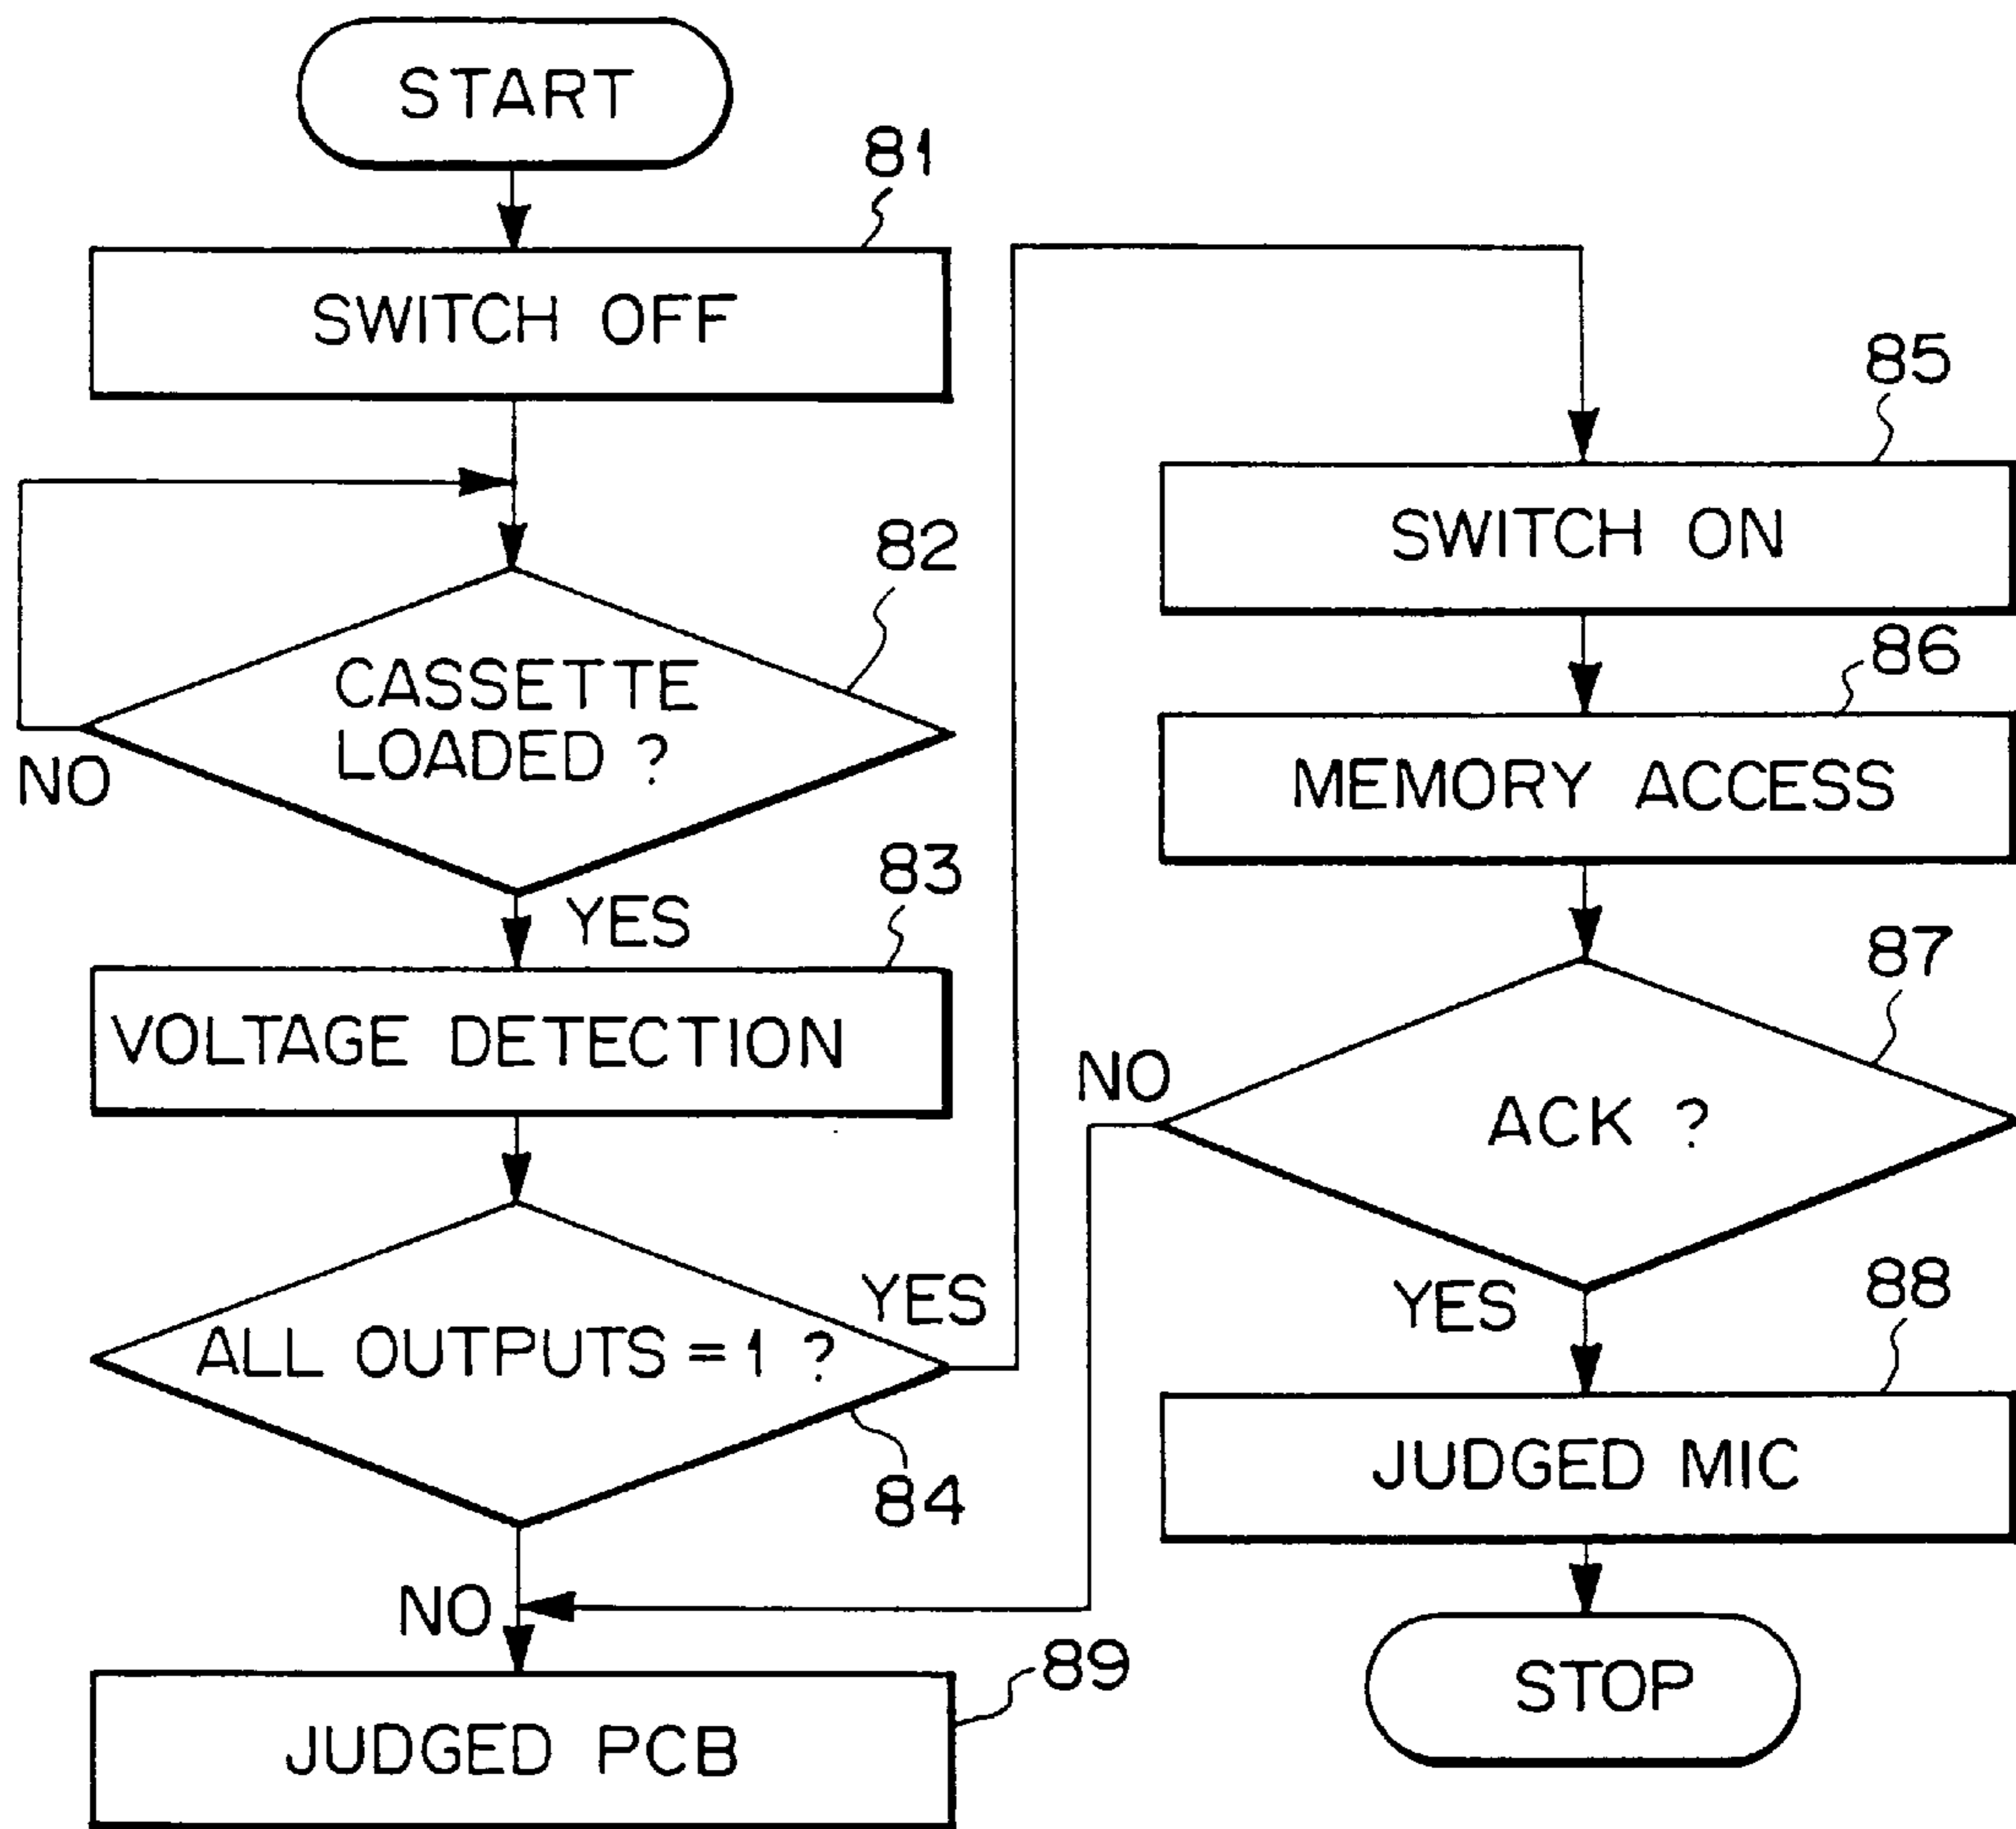 START
81
SWITCH OFF
82
CASSETTE
LOADED ?
NO
YES
83
VOLTAGE DETECTION
ALL OUTPUTS = 1 ?
YES
84
NO
89
JUDGED PCB
85
SWITCH ON
86
MEMORY ACCESS
87
NO
ACK ?
YES
88
JUDGED MIC
STOP